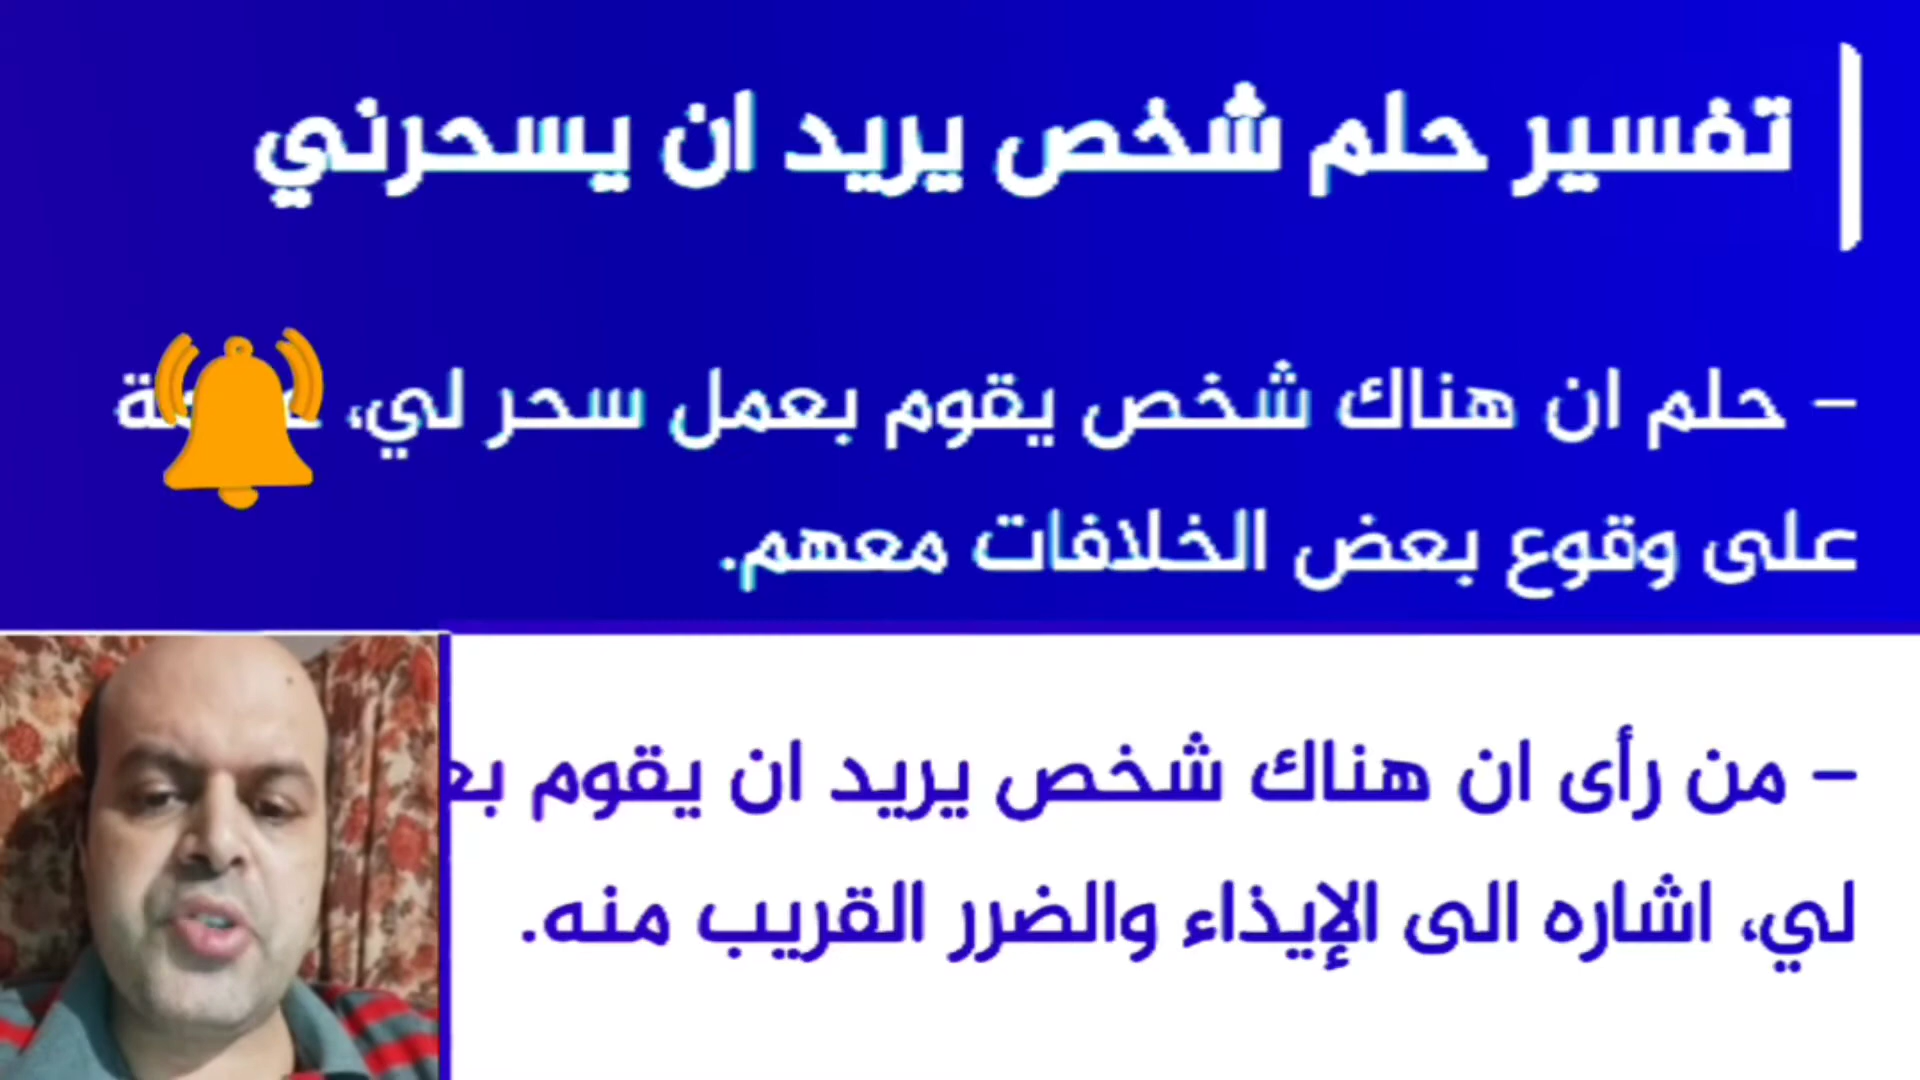 تفسير حلم شخص يريد ان يسحرني
– حلم ان هناك شخص يقوم بعمل سحر لي،
على وقوع بعض الخلافات معهم.
– من رأى ان هناك شخص يريد ان يقوم
لي، اشاره الى الإيذاء والضرر القريب منه.